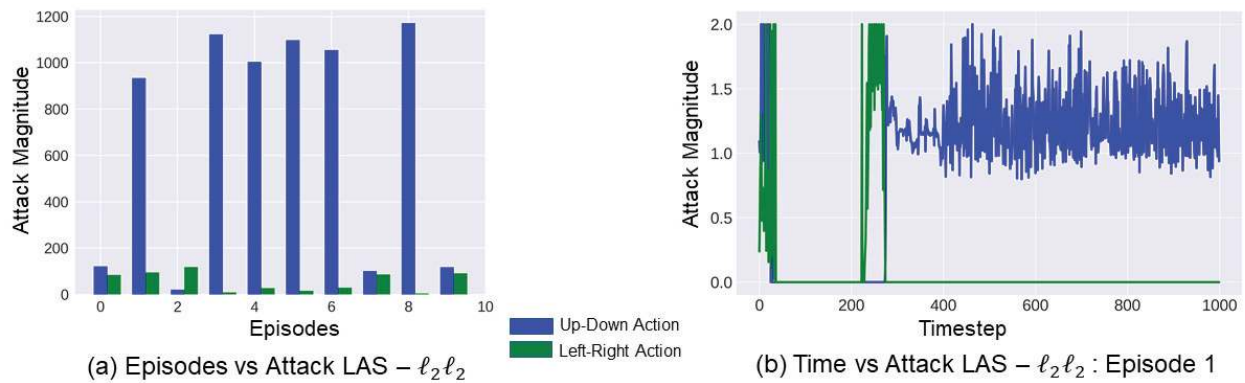 1200
1000
800
600
400
200
0
Attack Magnitude
0 2 4 6 8 10
Episodes
(a) Episodes vs Attack LAS – ℓ₂ℓ₂
Up-Down Action
Left-Right Action
2.0
1.5
1.0
0.5
0.0
Attack Magnitude
0 200 400 600 800 1000
Timestep
(b) Time vs Attack LAS – ℓ₂ℓ₂ : Episode 1